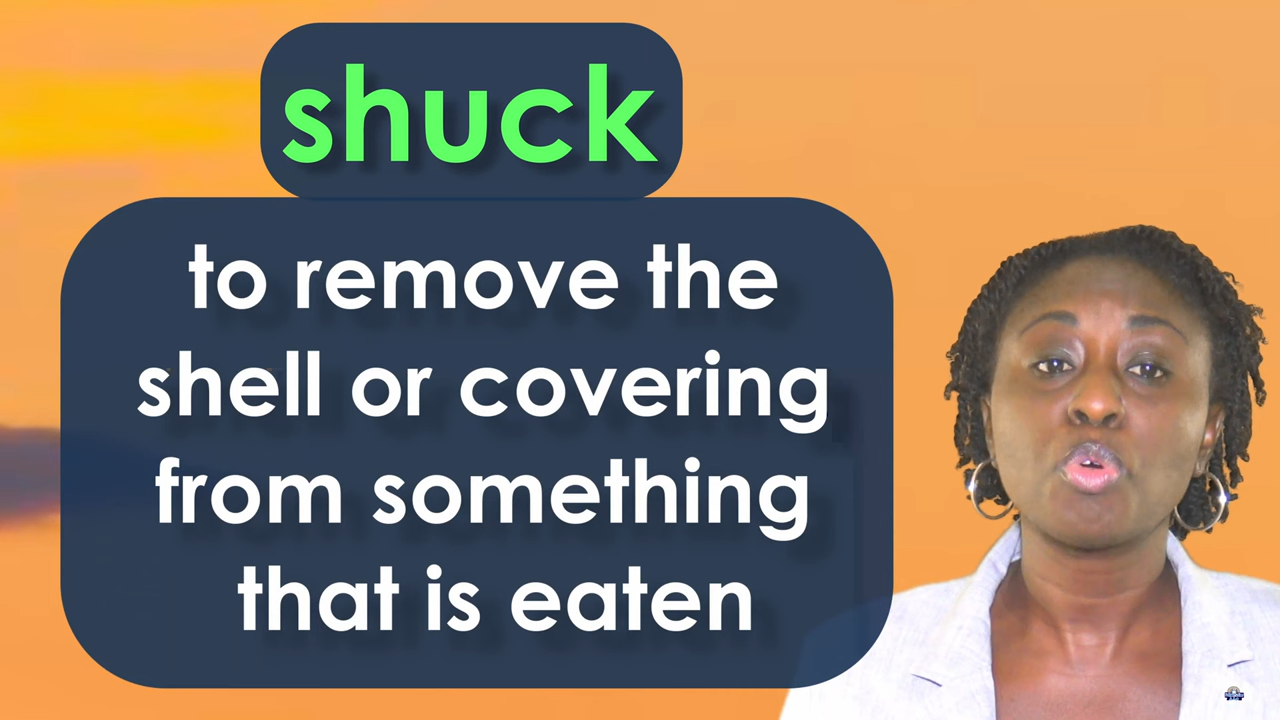 shuck
to remove the
shell or covering
from something
that is eaten